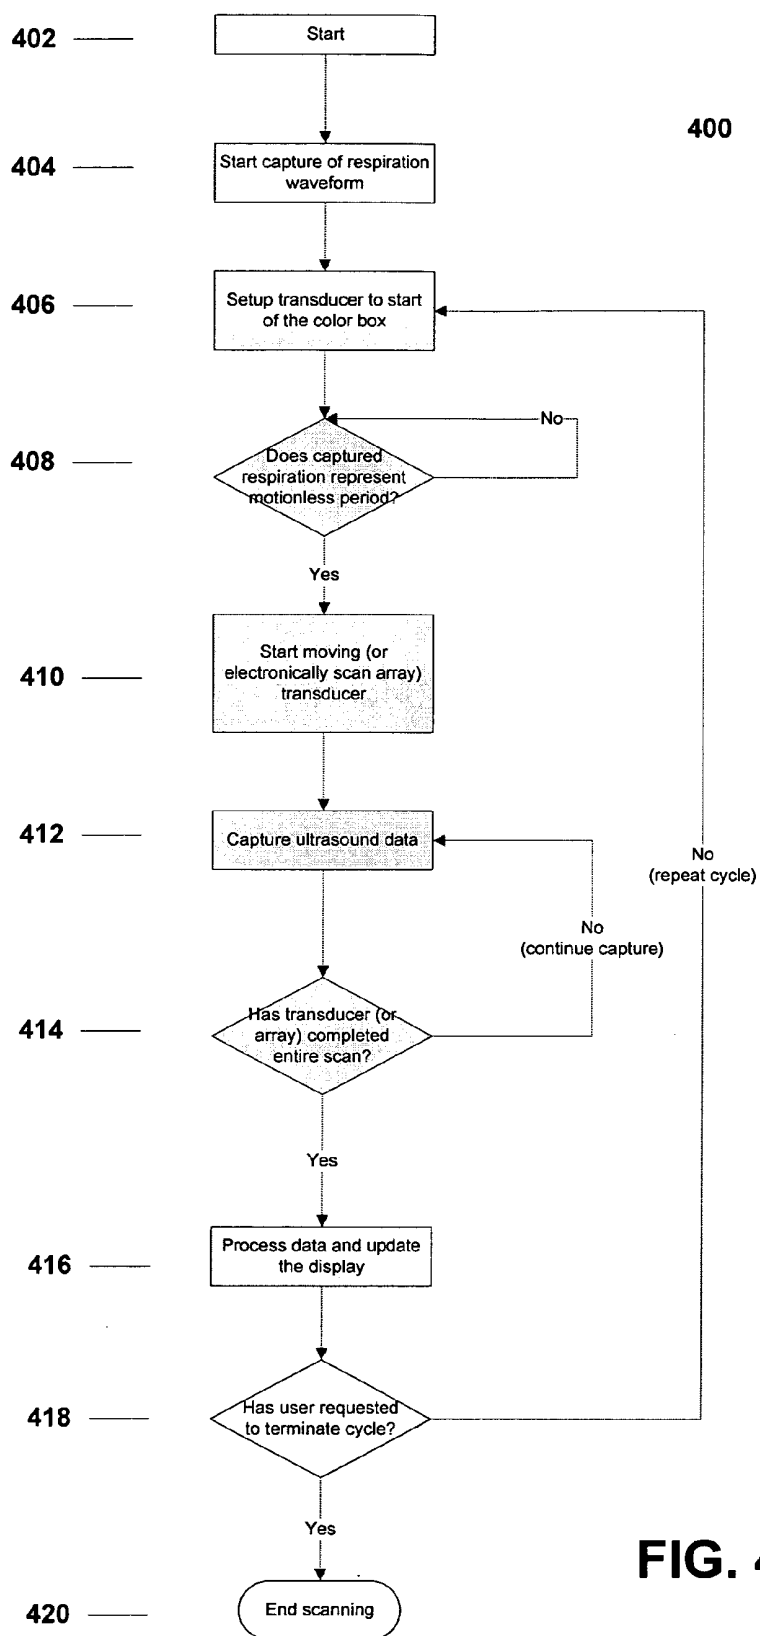 402
Start
400
404
Start capture of respiration
waveform
406
Setup transducer to start
of the color box
No
408
Does captured
respiration represent
motionless period?
Yes
410
Start moving (or
electronically scan array)
transducer
412
Capture ultrasound data
No
(repeat cycle)
No
(continue capture)
414
Has transducer (or
array) completed
entire scan?
Yes
416
Process data and update
the display
418
Has user requested
to terminate cycle?
Yes
FIG. 4
420
End scanning